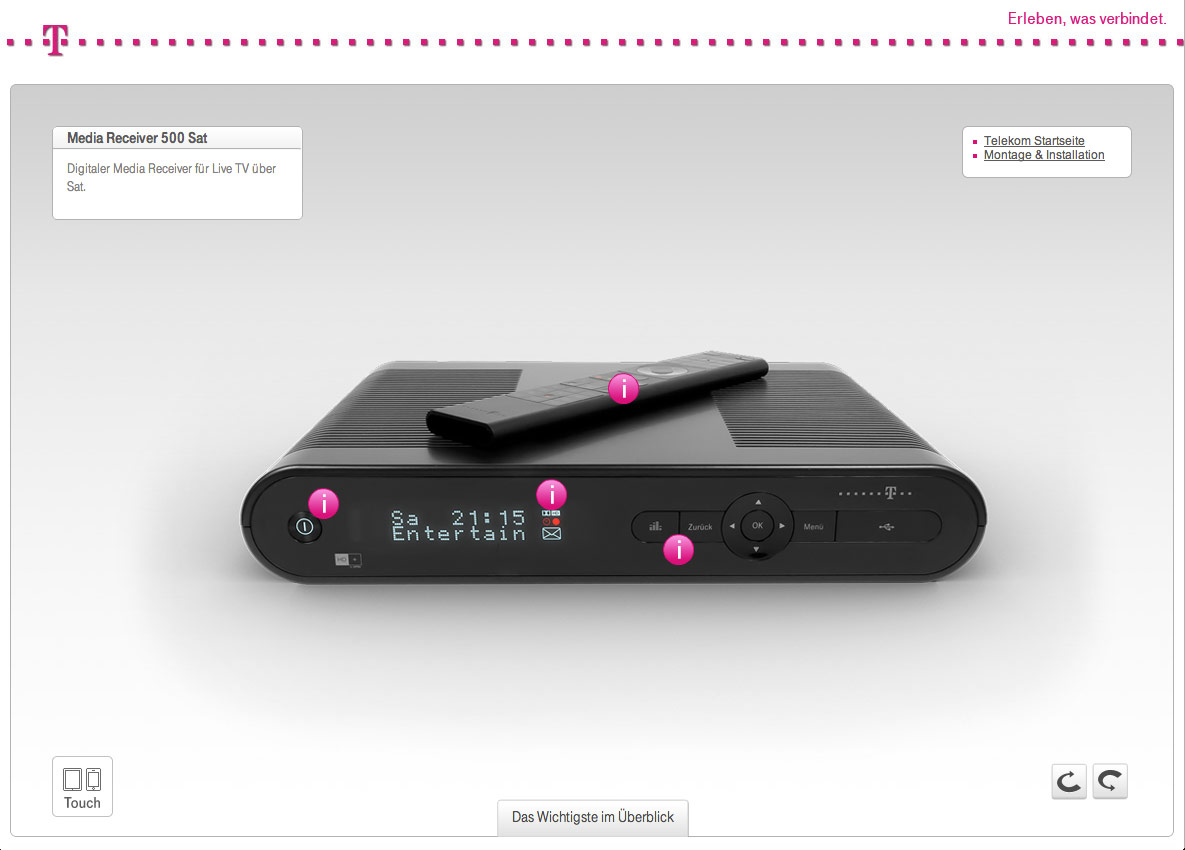 Erleben, was verbindet.
T
Media Receiver 500 Sat
Digitaler Media Receiver für Live TV über
Sat.
Telekom Startseite
Montage & Installation
i
i
i
i
Sa 21:15
Entertain
HD+
Zurück
OK
Menü
T
Touch
Das Wichtigste im Überblick